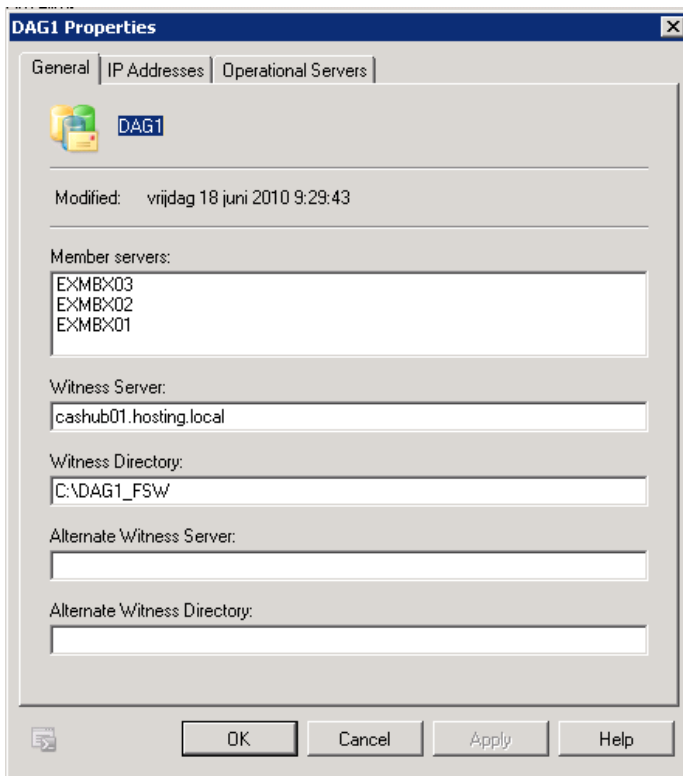 DAG1 Properties
General IP Addresses Operational Servers
DAG1
Modified: vrijdag 18 juni 2010 9:29:43
Member servers:
EXMBX03
EXMBX02
EXMBX01
Witness Server:
cashub01.hosting.local
Witness Directory:
C:\DAG1_FSW
Alternate Witness Server:
Alternate Witness Directory:
OK Cancel Apply Help